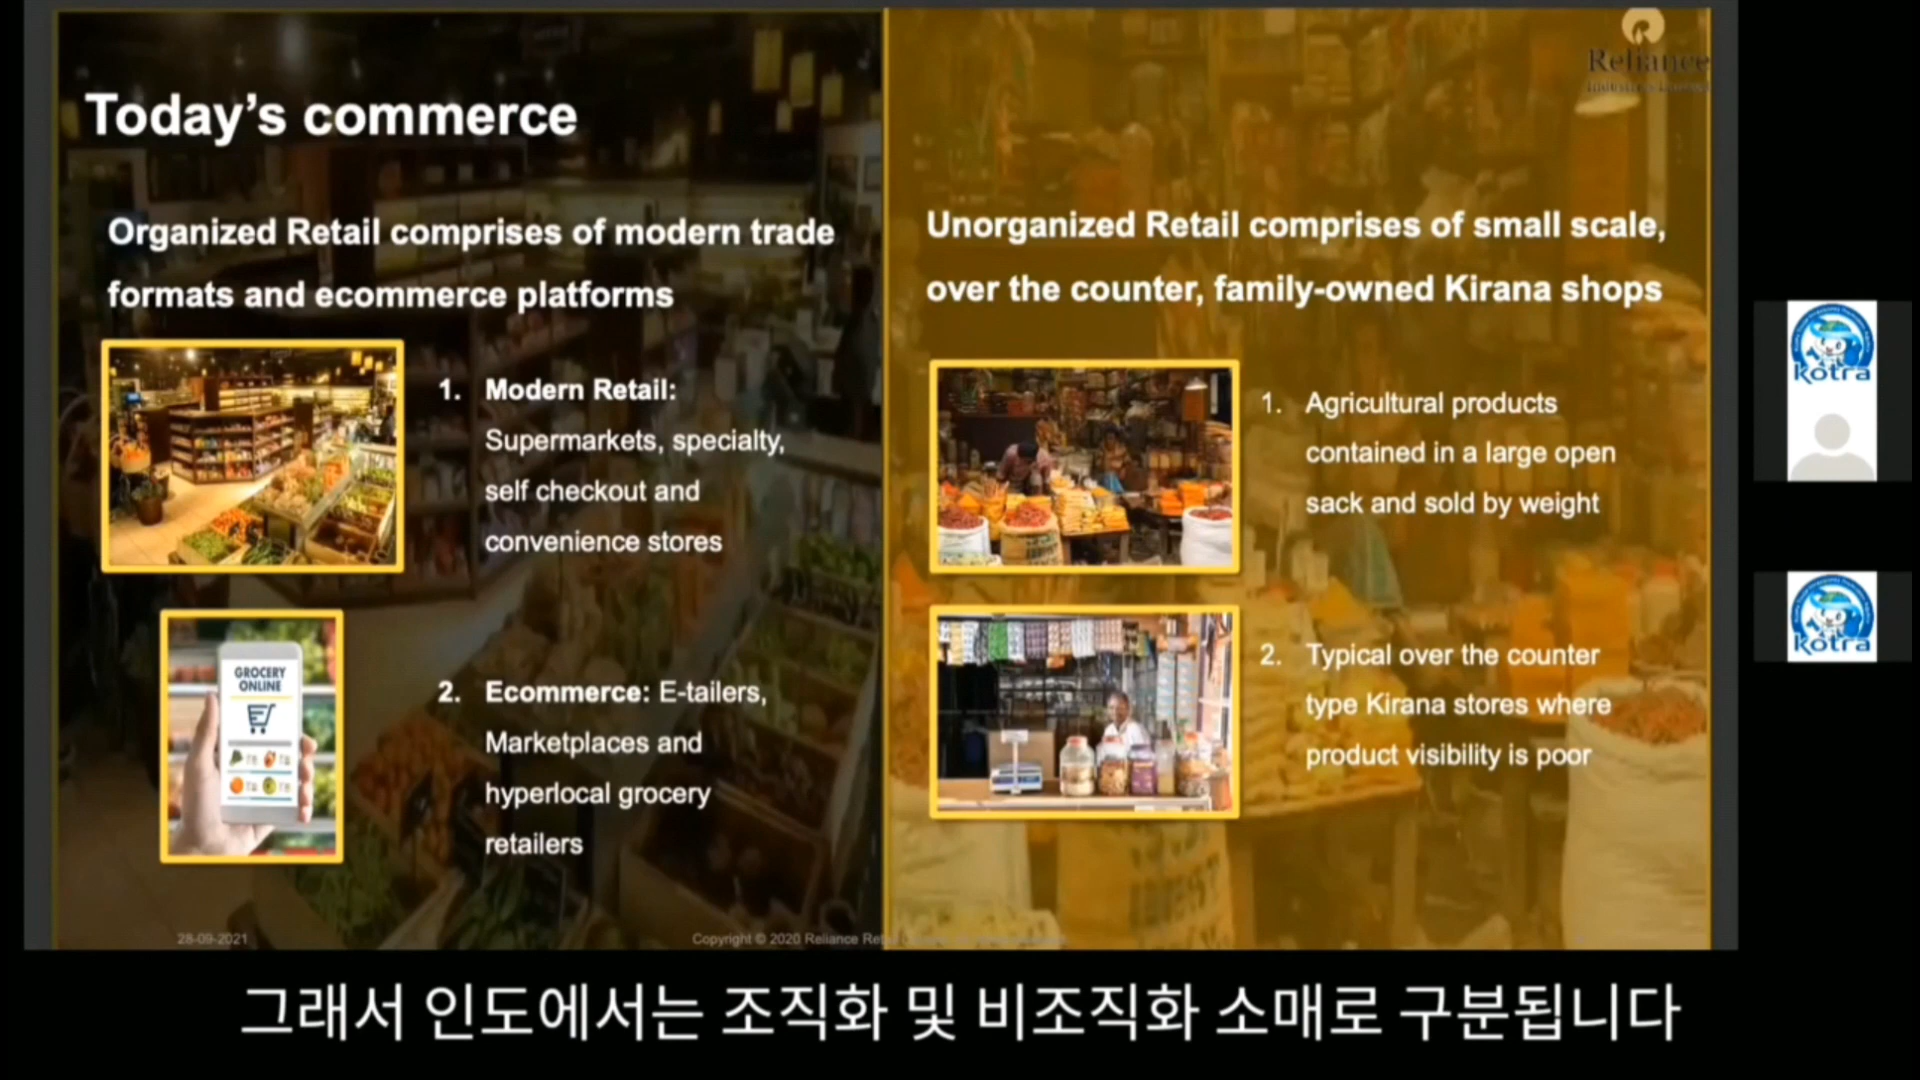 Reliance
Today's commerce
Organized Retail comprises of modern trade
formats and ecommerce platforms
1. Modern Retail:
Supermarkets, specialty,
self checkout and
convenience stores
GROCERY
ONLINE
2. Ecommerce: E-tailers,
Marketplaces and
hyperlocal grocery
retailers
Unorganized Retail comprises of small scale,
over the counter, family-owned Kirana shops
1. Agricultural products
contained in a large open
sack and sold by weight
2. Typical over the counter
type Kirana stores where
product visibility is poor
28-09-2021
Copyright © 2020 Reliance
kotra
kotra
그래서 인도에서는 조직화 및 비조직화 소매로 구분됩니다